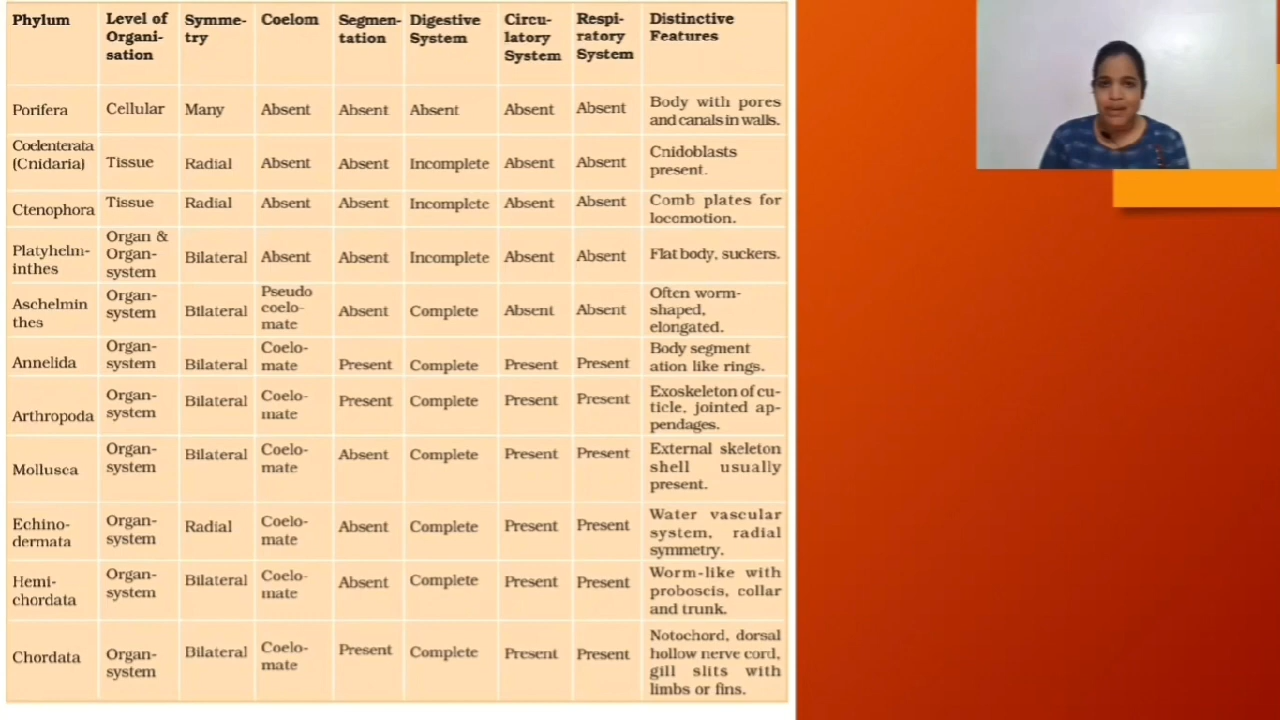 Phylum
Level of
Organi-
sation
Symme-
try
Coelom
Segmen-
tation
Digestive
System
Circu-
latory
System
Respi-
ratory
System
Distinctive
Features
Porifera
Cellular
Many
Absent
Absent
Absent
Absent
Absent
Body with pores
and canals in walls.
Coelenterata
(Cnidaria)
Tissue
Radial
Absent
Absent
Incomplete
Absent
Absent
Cnidoblasts
present.
Ctenophora
Tissue
Radial
Absent
Absent
Incomplete
Absent
Absent
Comb plates for
locomotion.
Platyhelm-
inthes
Organ &
Organ-
system
Bilateral
Absent
Absent
Incomplete
Absent
Absent
Flat body, suckers.
Aschelmin
thes
Organ-
system
Bilateral
Pseudo
coelo-
mate
Absent
Complete
Absent
Absent
Often worm-
shaped,
elongated.
Annelida
Organ-
system
Bilateral
Coelo-
mate
Present
Complete
Present
Present
Body segment
ation like rings.
Arthropoda
Organ-
system
Bilateral
Coelo-
mate
Present
Complete
Present
Present
Exoskeleton of cu-
ticle, jointed ap-
pendages.
Mollusca
Organ-
system
Bilateral
Coelo-
mate
Absent
Complete
Present
Present
External skeleton
shell usually
present.
Echino-
dermata
Organ-
system
Radial
Coelo-
mate
Absent
Complete
Present
Present
Water vascular
system, radial
symmetry.
Hemi-
chordata
Organ-
system
Bilateral
Coelo-
mate
Absent
Complete
Present
Present
Worm-like with
proboscis, collar
and trunk.
Chordata
Organ-
system
Bilateral
Coelo-
mate
Present
Complete
Present
Present
Notochord, dorsal
hollow nerve cord,
gill slits with
limbs or fins.